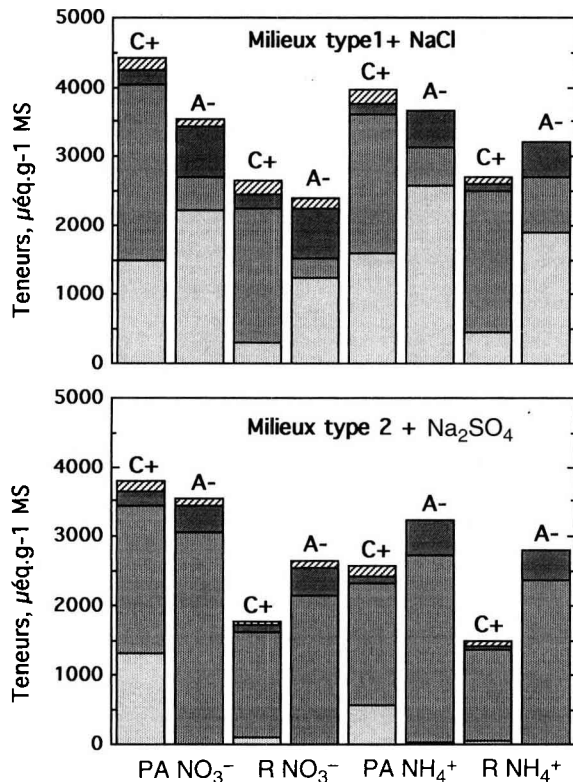 Teneurs, µéq.g-1 MS
5000
4000
3000
2000
1000
0
Milieux type1+ NaCl
C+
A-
C+
A-
C+
A-
C+
A-
Teneurs, µéq.g-1 MS
5000
4000
3000
2000
1000
0
Milieux type 2 + Na₂SO₄
C+
A-
C+
A-
C+
A-
C+
A-
PA NO₃⁻ R NO₃⁻ PA NH₄⁺ R NH₄⁺